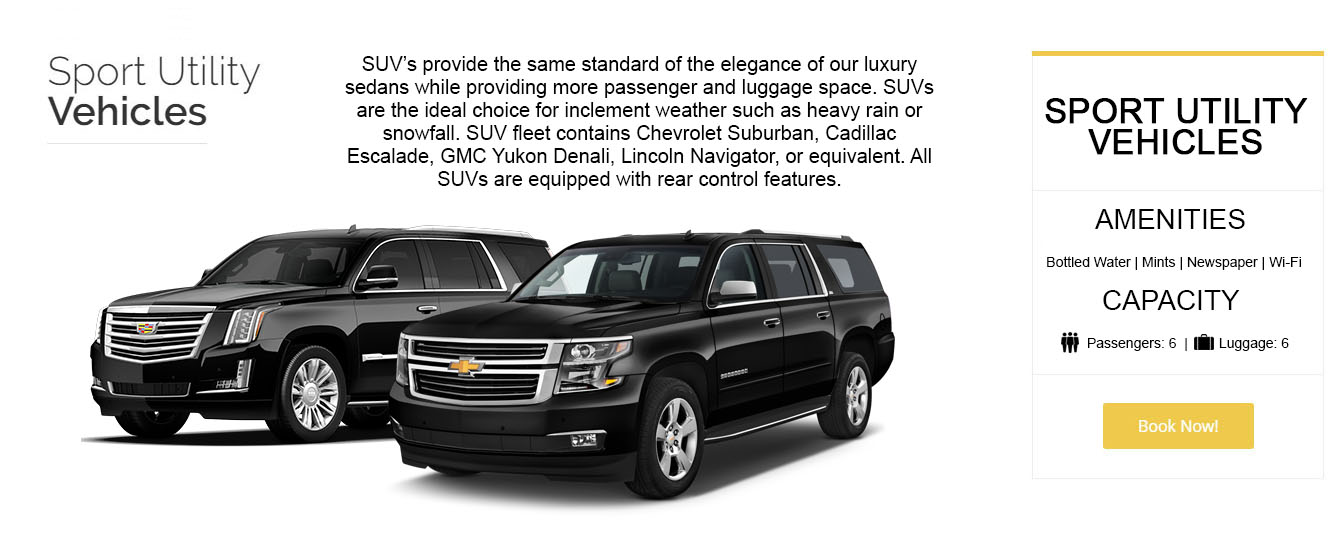 Sport Utility
Vehicles
SUV’s provide the same standard of the elegance of our luxury
sedans while providing more passenger and luggage space. SUVs
are the ideal choice for inclement weather such as heavy rain or
snowfall. SUV fleet contains Chevrolet Suburban, Cadillac
Escalade, GMC Yukon Denali, Lincoln Navigator, or equivalent. All
SUVs are equipped with rear control features.
SPORT UTILITY
VEHICLES
AMENITIES
Bottled Water | Mints | Newspaper | Wi-Fi
CAPACITY
Passengers: 6 | Luggage: 6
Book Now!